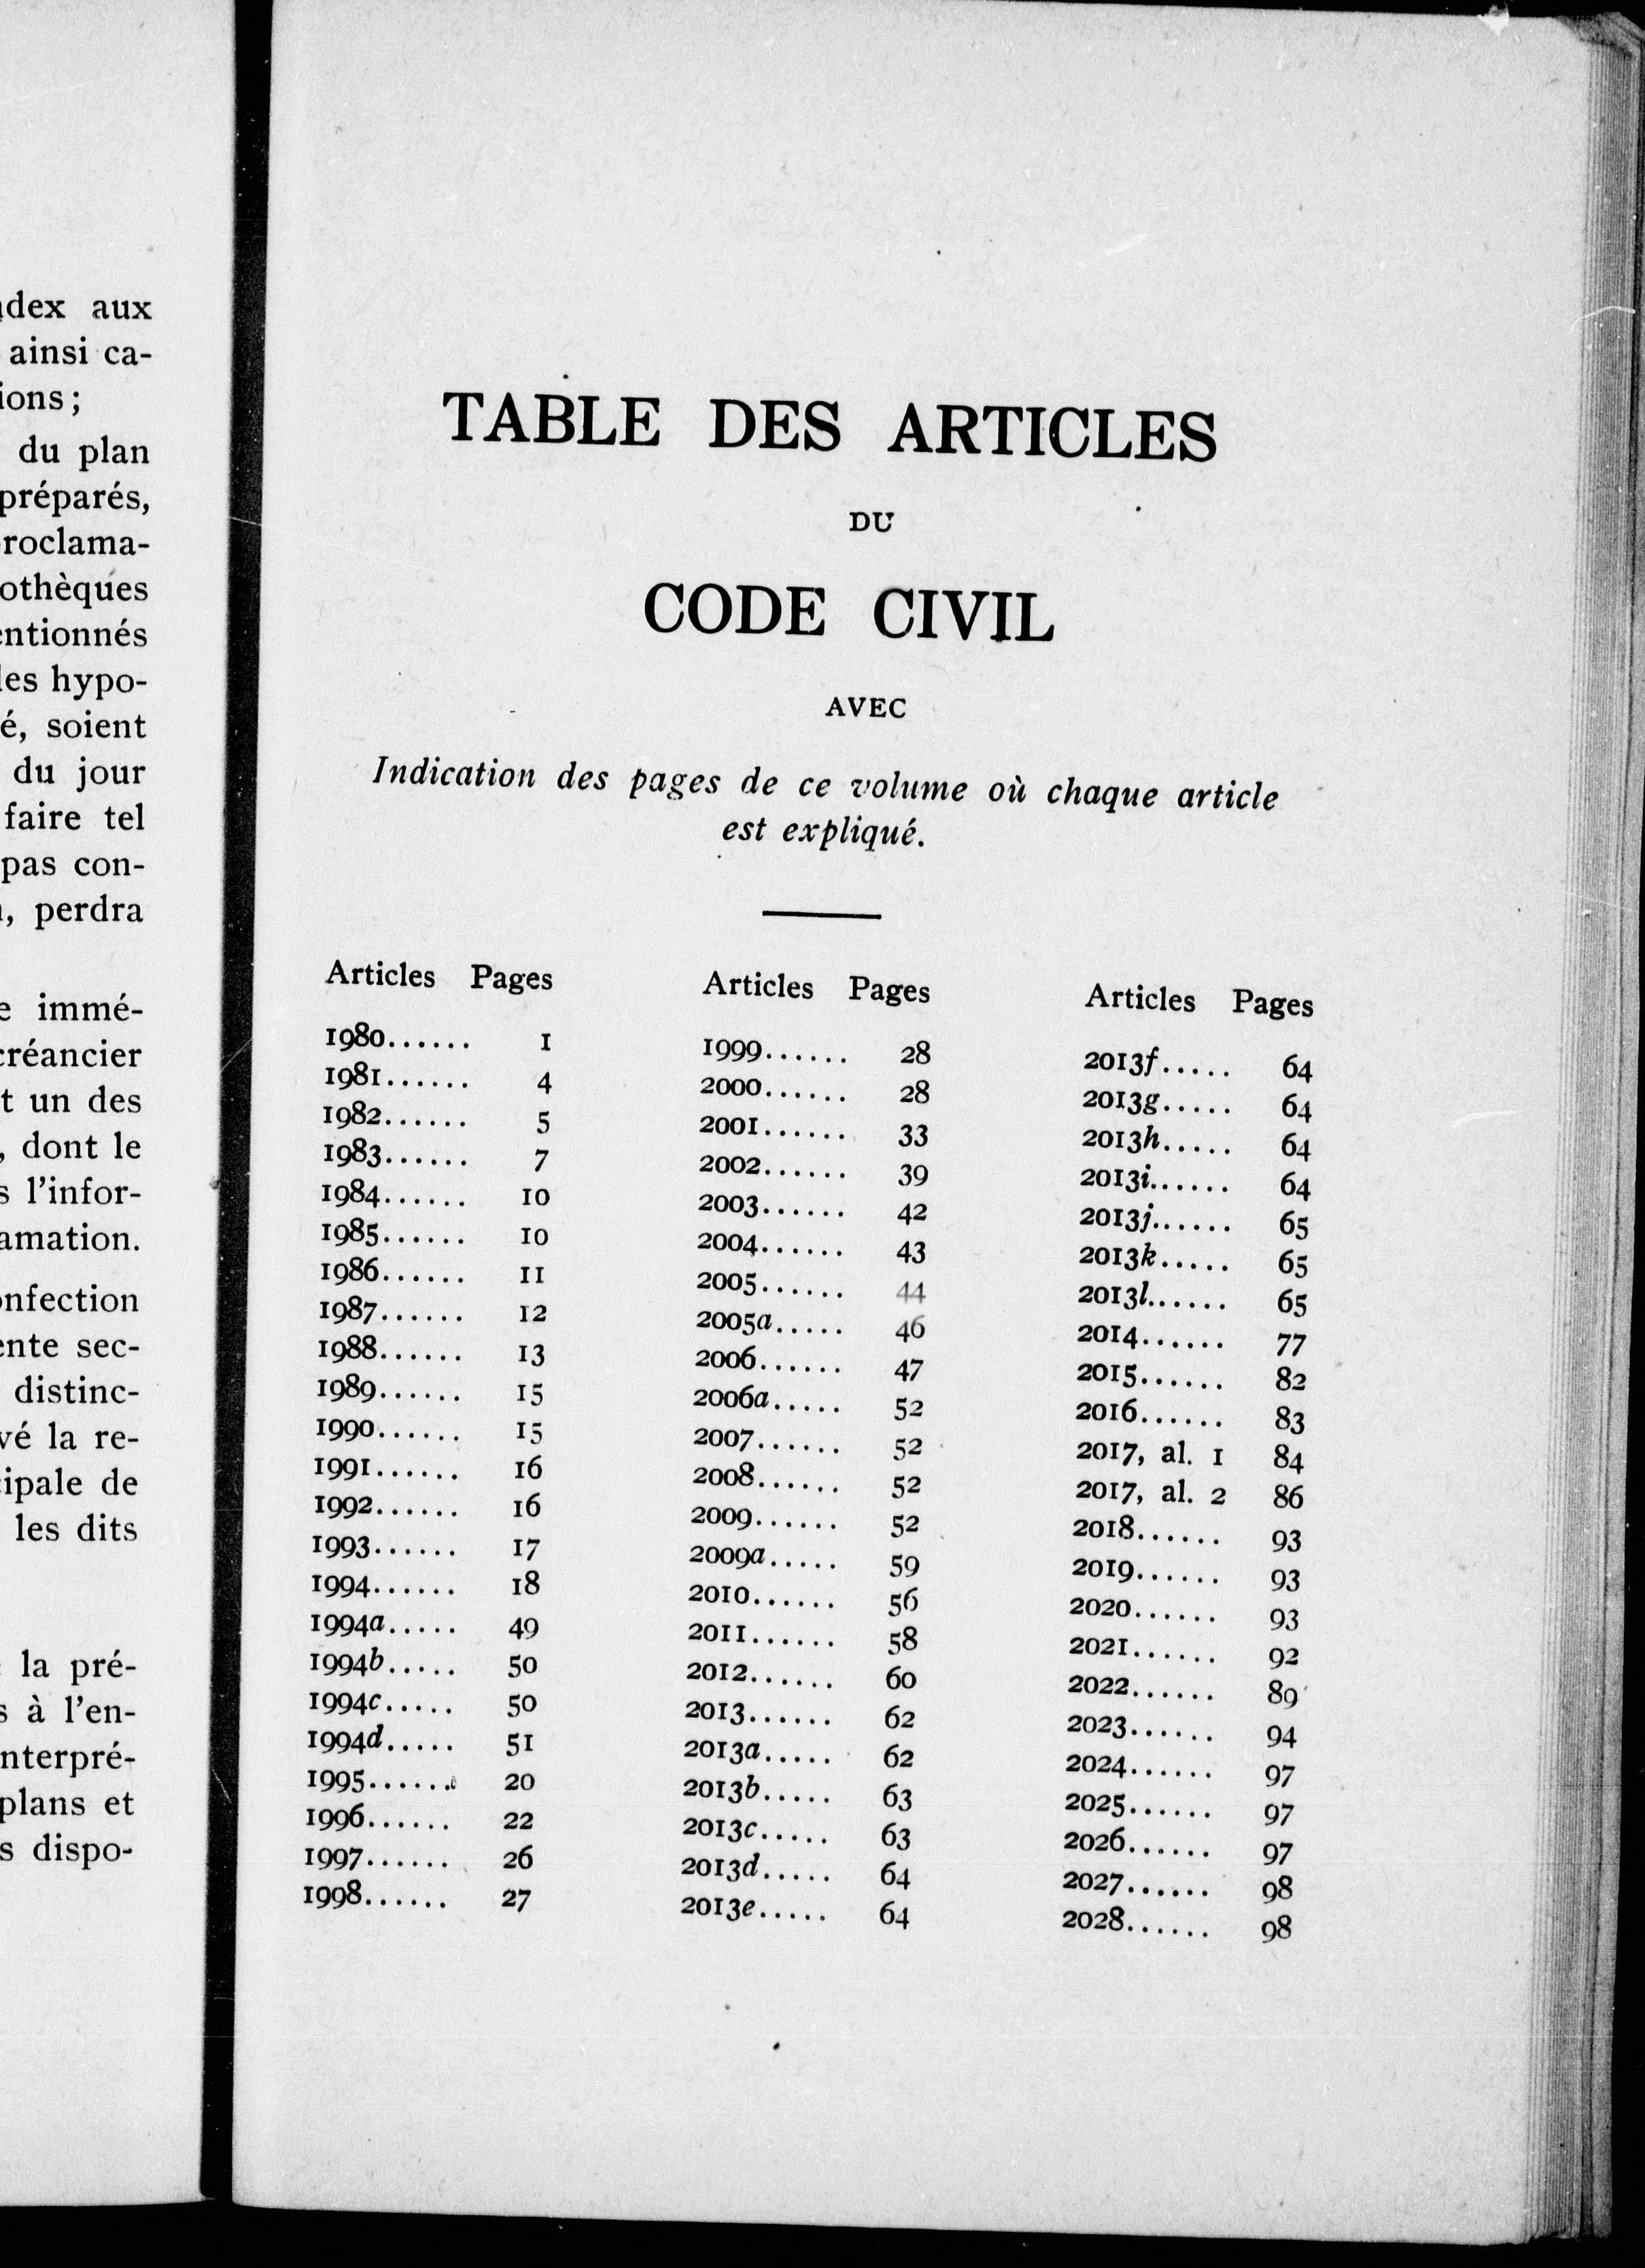 ndex aux
ainsi ca-
ions;
du plan
préparés,
roclama-
othèques
entionnés
les hypo-
é, soient
du jour
faire tel
pas con-
, perdra
e immé-
créancier
t un des
, dont le
s l'infor-
amation.
onfection
ente sec-
distinc-
vé la re-
cipale de
les dits
la pré-
s à l'en-
nterpré-
plans et
s dispo-
TABLE DES ARTICLES
DU
CODE CIVIL
AVEC
Indication des pages de ce volume où chaque article
est expliqué.
Articles Pages
1980...... 1
1981...... 4
1982...... 5
1983...... 7
1984...... 10
1985...... 10
1986...... 11
1987...... 12
1988...... 13
1989...... 15
1990...... 15
1991...... 16
1992...... 16
1993...... 17
1994...... 18
1994a..... 49
1994b..... 50
1994c..... 50
1994d..... 51
1995...... 20
1996...... 22
1997...... 26
1998...... 27
Articles Pages
1999...... 28
2000...... 28
2001...... 33
2002...... 39
2003...... 42
2004...... 43
2005...... 44
2005a..... 46
2006...... 47
2006a..... 52
2007...... 52
2008...... 52
2009...... 52
2009a..... 59
2010...... 56
2011...... 58
2012...... 60
2013...... 62
2013a..... 62
2013b..... 63
2013c..... 63
2013d..... 64
2013e..... 64
Articles Pages
2013f..... 64
2013g..... 64
2013h..... 64
2013i...... 64
2013j...... 65
2013k..... 65
2013l...... 65
2014...... 77
2015...... 82
2016...... 83
2017, al. 1 84
2017, al. 2 86
2018...... 93
2019...... 93
2020...... 93
2021...... 92
2022...... 89
2023...... 94
2024...... 97
2025...... 97
2026...... 97
2027...... 98
2028...... 98